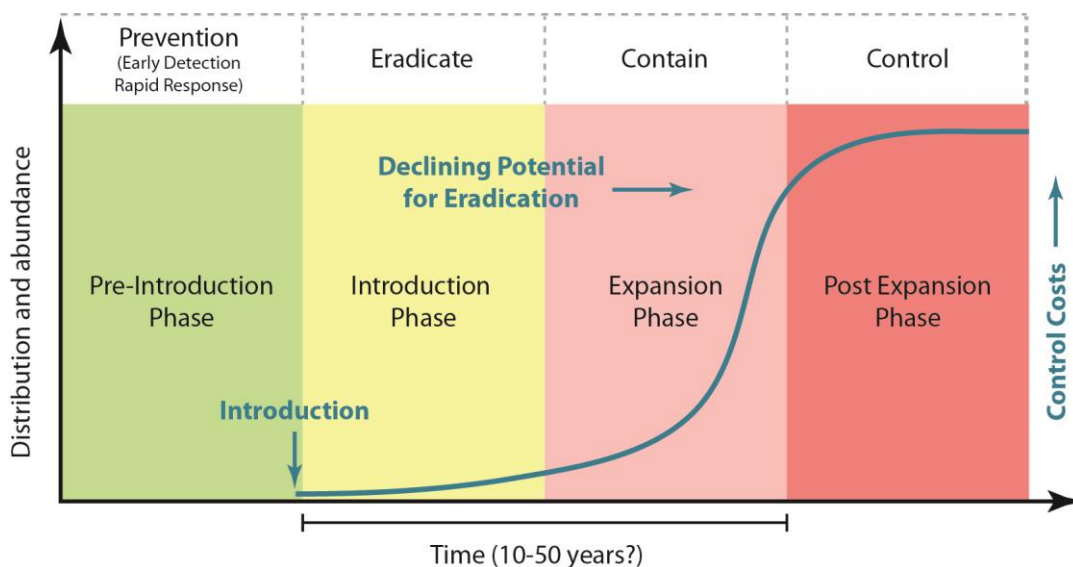 Prevention
(Early Detection
Rapid Response)
Eradicate
Contain
Control
Declining Potential
for Eradication
Pre-Introduction
Phase
Introduction
Phase
Expansion
Phase
Post Expansion
Phase
Introduction
Distribution and abundance
Control Costs
Time (10-50 years?)